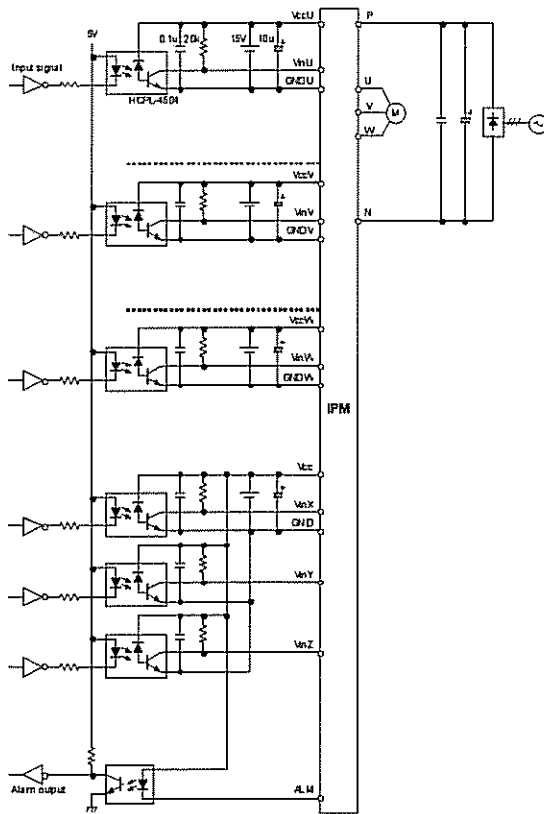 5V
VccU
P
0.1u 20k 15V 10u
Input signal
VinU
GNDU
HCPL-4504
U
V
M
W
VccV
VinV
GNDV
N
VccW
VinW
GNDW
IPM
Vcc
VinX
GND
VinY
VinZ
Alarm output
ALM